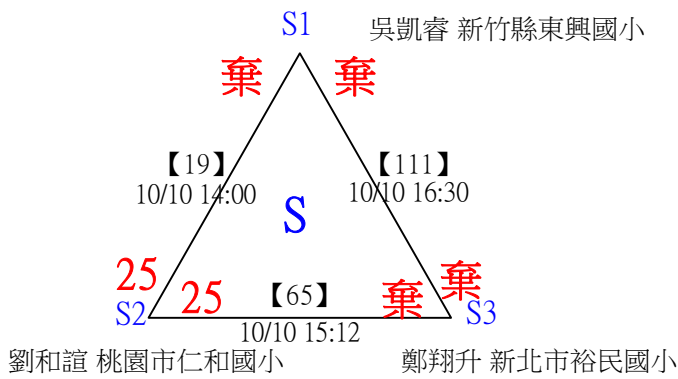 S1 吳凱睿 新竹縣東興國小
棄 棄
【19】 【111】
10/10 14:00 10/10 16:30
S
25 棄
25 【65】 棄
S2 S3
10/10 15:12
劉和諠 桃園市仁和國小 鄭翔升 新北市裕民國小